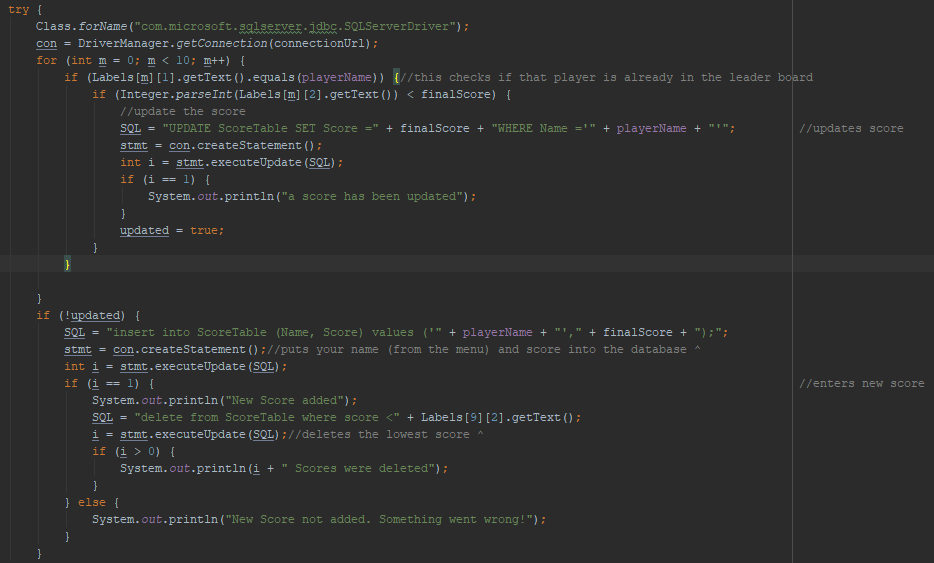 try {
Class.forName("com.microsoft.sqlserver.jdbc.SQLServerDriver");
con = DriverManager.getConnection(connectionUrl);
for (int m = 0; m < 10; m++) {
if (Labels[m][1].getText().equals(playerName)) {//this checks if that player is already in the leader board
if (Integer.parseInt(Labels[m][2].getText()) < finalScore) {
//update the score
SQL = "UPDATE ScoreTable SET Score =" + finalScore + "WHERE Name ='" + playerName + "'"; //updates score
stmt = con.createStatement();
int i = stmt.executeUpdate(SQL);
if (i == 1) {
System.out.println("a score has been updated");
}
updated = true;
}
}
}
if (!updated) {
SQL = "insert into ScoreTable (Name, Score) values ('" + playerName + "'," + finalScore + ");";
stmt = con.createStatement();//puts your name (from the menu) and score into the database ^
int i = stmt.executeUpdate(SQL);
if (i == 1) { //enters new score
System.out.println("New Score added");
SQL = "delete from ScoreTable where score <" + Labels[9][2].getText();
i = stmt.executeUpdate(SQL);//deletes the lowest score ^
if (i > 0) {
System.out.println(i + " Scores were deleted");
}
} else {
System.out.println("New Score not added. Something went wrong!");
}
}